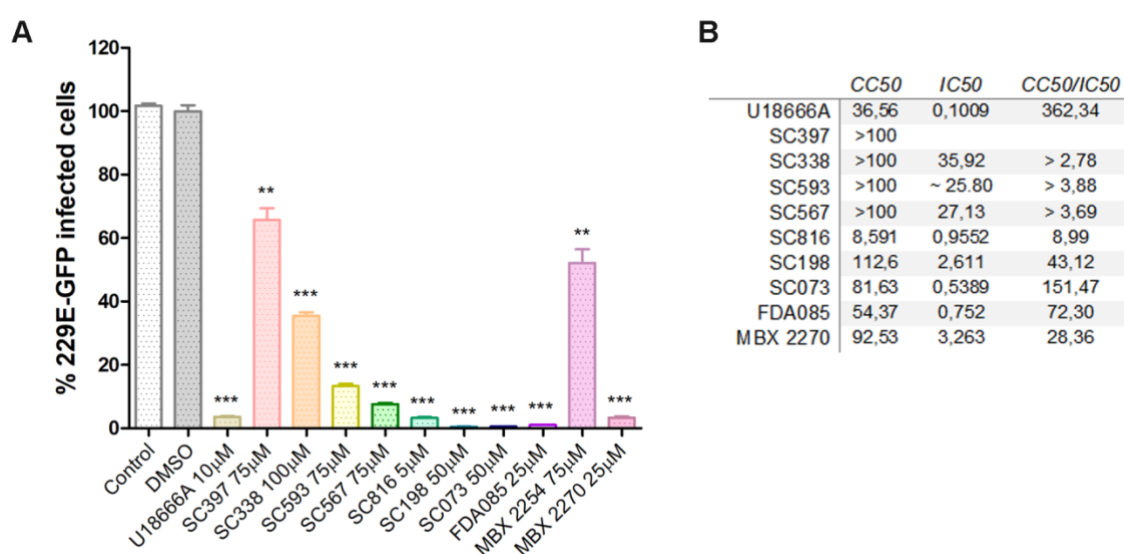 A
B
% 229E-GFP infected cells
120
100
80
60
40
20
0
**
**
***
***
***
***
***
***
***
***
***
Control
DMSO
U18666A 10µM
SC397 75µM
SC338 100µM
SC593 75µM
SC567 75µM
SC816 5µM
SC198 50µM
SC073 50µM
FDA085 25µM
MBX 2254 75µM
MBX 2270 25µM
CC50 IC50 CC50/IC50
U18666A 36,56 0,1009 362,34
SC397 >100
SC338 >100 35,92 > 2,78
SC593 >100 ~ 25.80 > 3,88
SC567 >100 27,13 > 3,69
SC816 8,591 0,9552 8,99
SC198 112,6 2,611 43,12
SC073 81,63 0,5389 151,47
FDA085 54,37 0,752 72,30
MBX 2270 92,53 3,263 28,36